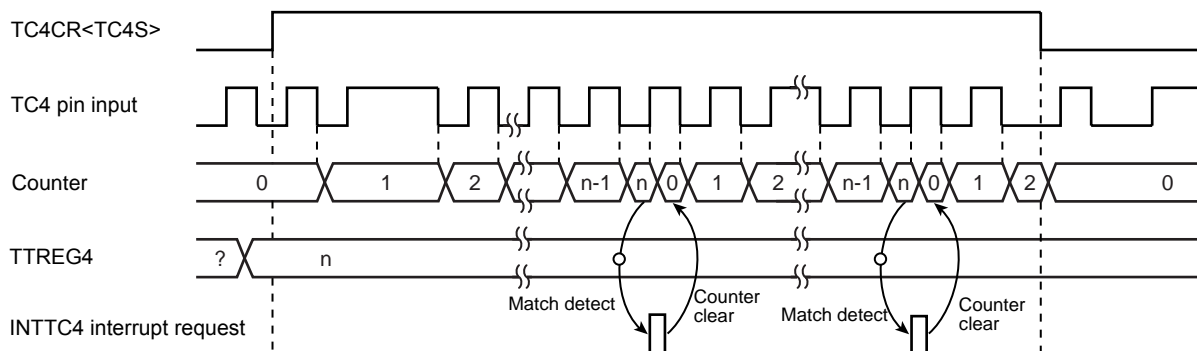 TC4CR<TC4S>
TC4 pin input
Counter
0 1 2 n-1 n 0 1 2 n-1 n 0 1 2 0
TTREG4
? n
Match detect Counter clear Match detect Counter clear
INTTC4 interrupt request